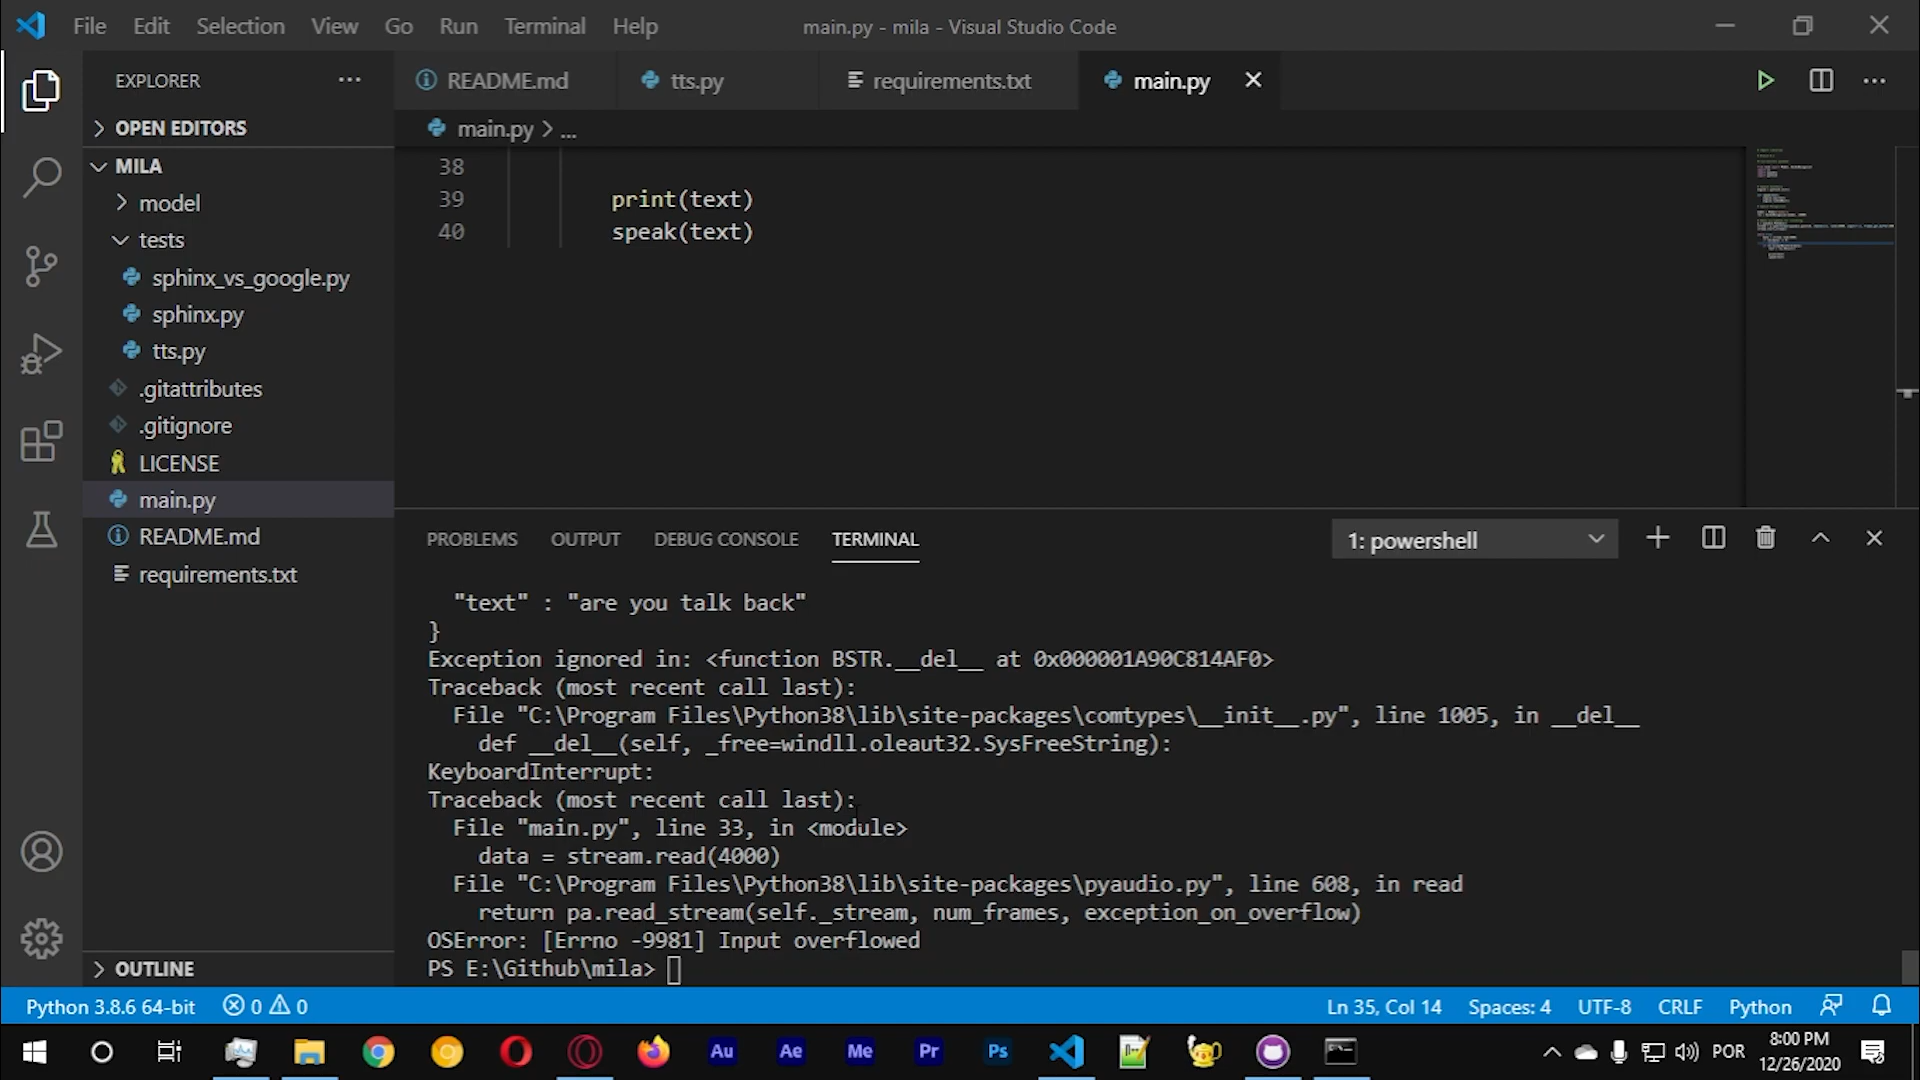 File Edit Selection View Go Run Terminal Help
main.py - mila - Visual Studio Code
EXPLORER
README.md
tts.py
requirements.txt
main.py
OPEN EDITORS
main.py > ...
MILA
model
tests
sphinx_vs_google.py
sphinx.py
tts.py
.gitattributes
.gitignore
LICENSE
main.py
README.md
requirements.txt
OUTLINE
38
39 print(text)
40 speak(text)
PROBLEMS OUTPUT DEBUG CONSOLE TERMINAL
1: powershell
"text" : "are you talk back"
}
Exception ignored in: <function BSTR.__del__ at 0x000001A90C814AF0>
Traceback (most recent call last):
File "C:\Program Files\Python38\lib\site-packages\comtypes\__init__.py", line 1005, in __del__
def __del__(self, _free=windll.oleaut32.SysFreeString):
KeyboardInterrupt:
Traceback (most recent call last):
File "main.py", line 33, in <module>
data = stream.read(4000)
File "C:\Program Files\Python38\lib\site-packages\pyaudio.py", line 608, in read
return pa.read_stream(self._stream, num_frames, exception_on_overflow)
OSError: [Errno -9981] Input overflowed
PS E:\Github\mila>
Python 3.8.6 64-bit 0 0
Ln 35, Col 14 Spaces: 4 UTF-8 CRLF Python
Au Ae Me Pr Ps
POR
8:00 PM
12/26/2020